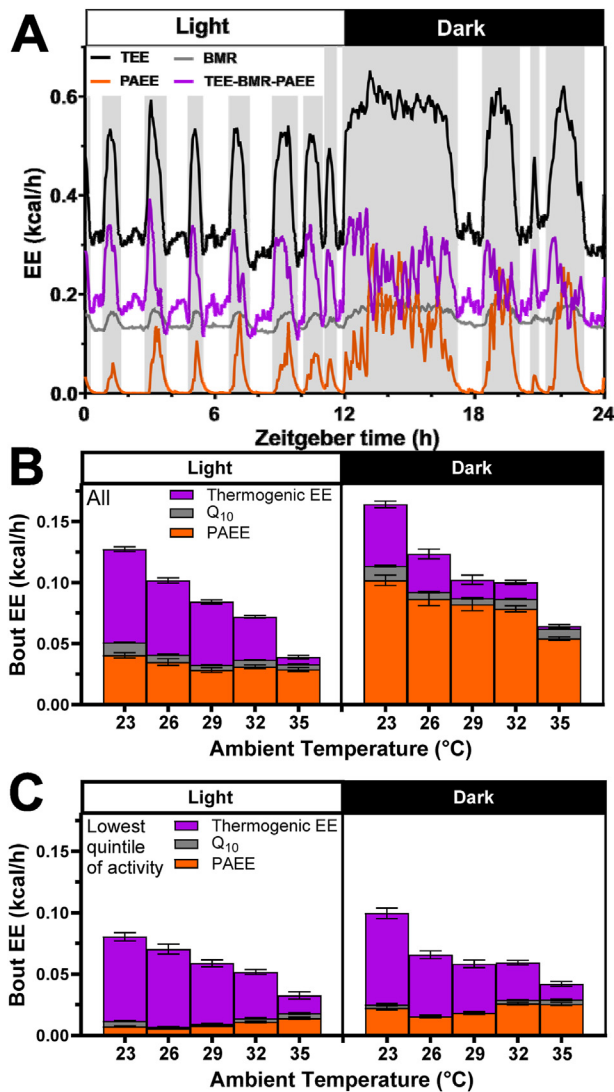 A
Light Dark
TEE BMR
PAEE TEE-BMR-PAEE
EE (kcal/h)
0.6
0.4
0.2
0.0
0 6 12 18 24
Zeitgeber time (h)
B
Light Dark
All
Thermogenic EE
Q10
PAEE
Bout EE (kcal/h)
0.15
0.10
0.05
0.00
23 26 29 32 35 23 26 29 32 35
Ambient Temperature (°C)
C
Light Dark
Lowest
quintile
of activity
Thermogenic EE
Q10
PAEE
Bout EE (kcal/h)
0.15
0.10
0.05
0.00
23 26 29 32 35 23 26 29 32 35
Ambient Temperature (°C)